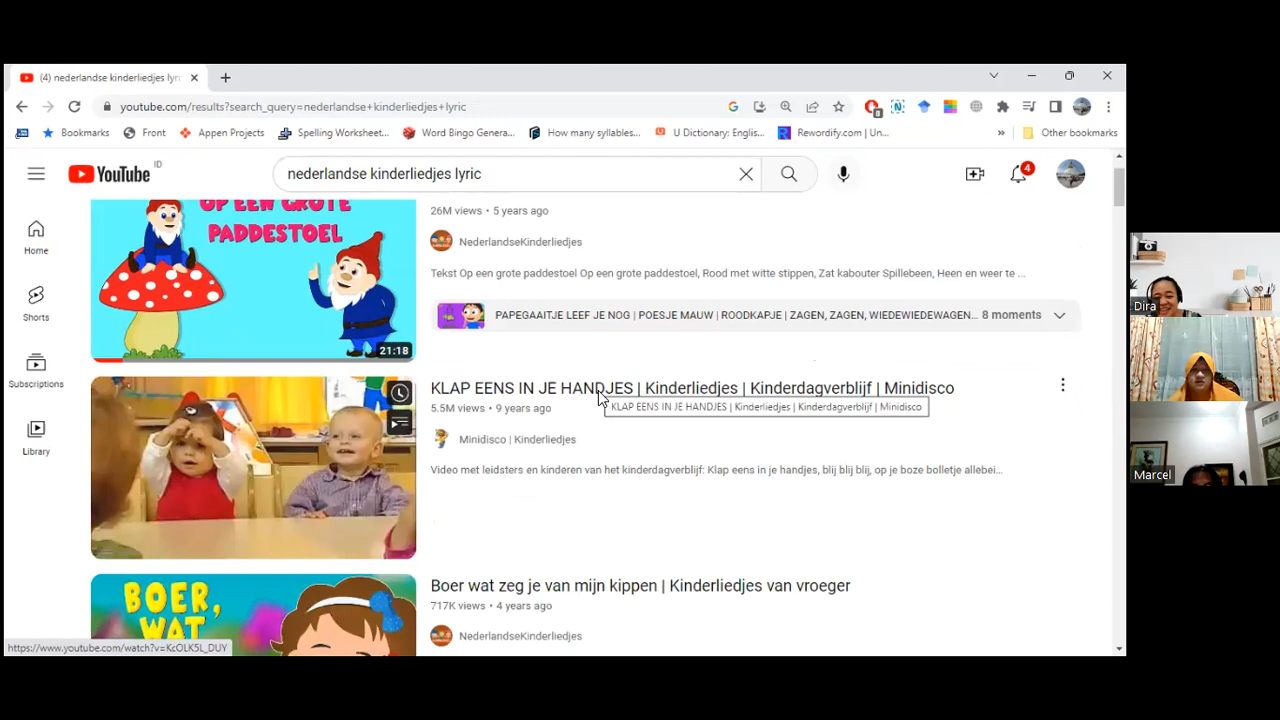 (4) nederlandse kinderliedjes lyri
youtube.com/results?search_query=nederlandse+kinderliedjes+lyric
8
Bookmarks
Front
Appen Projects
Spelling Worksheet...
Word Bingo Genera...
How many syllables...
U Dictionary: Englis...
Rewordify.com | Un...
»
Other bookmarks
YouTube ID
nederlandse kinderliedjes lyric
4
Home
Shorts
Subscriptions
Library
OP EEN GROTE
PADDESTOEL
21:18
26M views • 5 years ago
NederlandseKinderliedjes
Tekst Op een grote paddestoel Op een grote paddestoel, Rood met witte stippen, Zat kabouter Spillebeen, Heen en weer te ...
PAPEGAAITJE LEEF JE NOG | POESJE MAUW | ROODKAPJE | ZAGEN, ZAGEN, WIEDEWIEDEWAGEN... 8 moments
KLAP EENS IN JE HANDJES | Kinderliedjes | Kinderdagverblijf | Minidisco
5.5M views • 9 years ago
KLAP EENS IN JE HANDJES | Kinderliedjes | Kinderdagverblijf | Minidisco
Minidisco | Kinderliedjes
Video met leidsters en kinderen van het kinderdagverblijf: Klap eens in je handjes, blij blij blij, op je boze bolletje allebei...
BOER,
WAT
Boer wat zeg je van mijn kippen | Kinderliedjes van vroeger
717K views • 4 years ago
NederlandseKinderliedjes
https://www.youtube.com/watch?v=KcOLK5L_DUY
Dira
Marcel